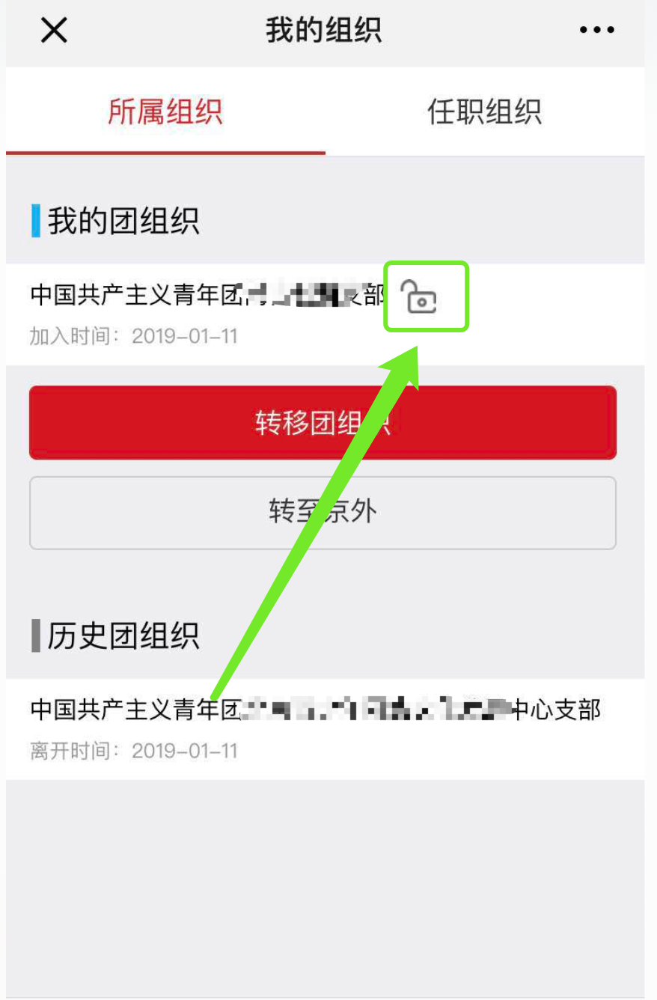 我的组织
所属组织 任职组织
我的团组织
中国共产主义青年团 支部
加入时间：2019-01-11
转移团组织
转至京外
历史团组织
中国共产主义青年团 中心支部
离开时间：2019-01-11